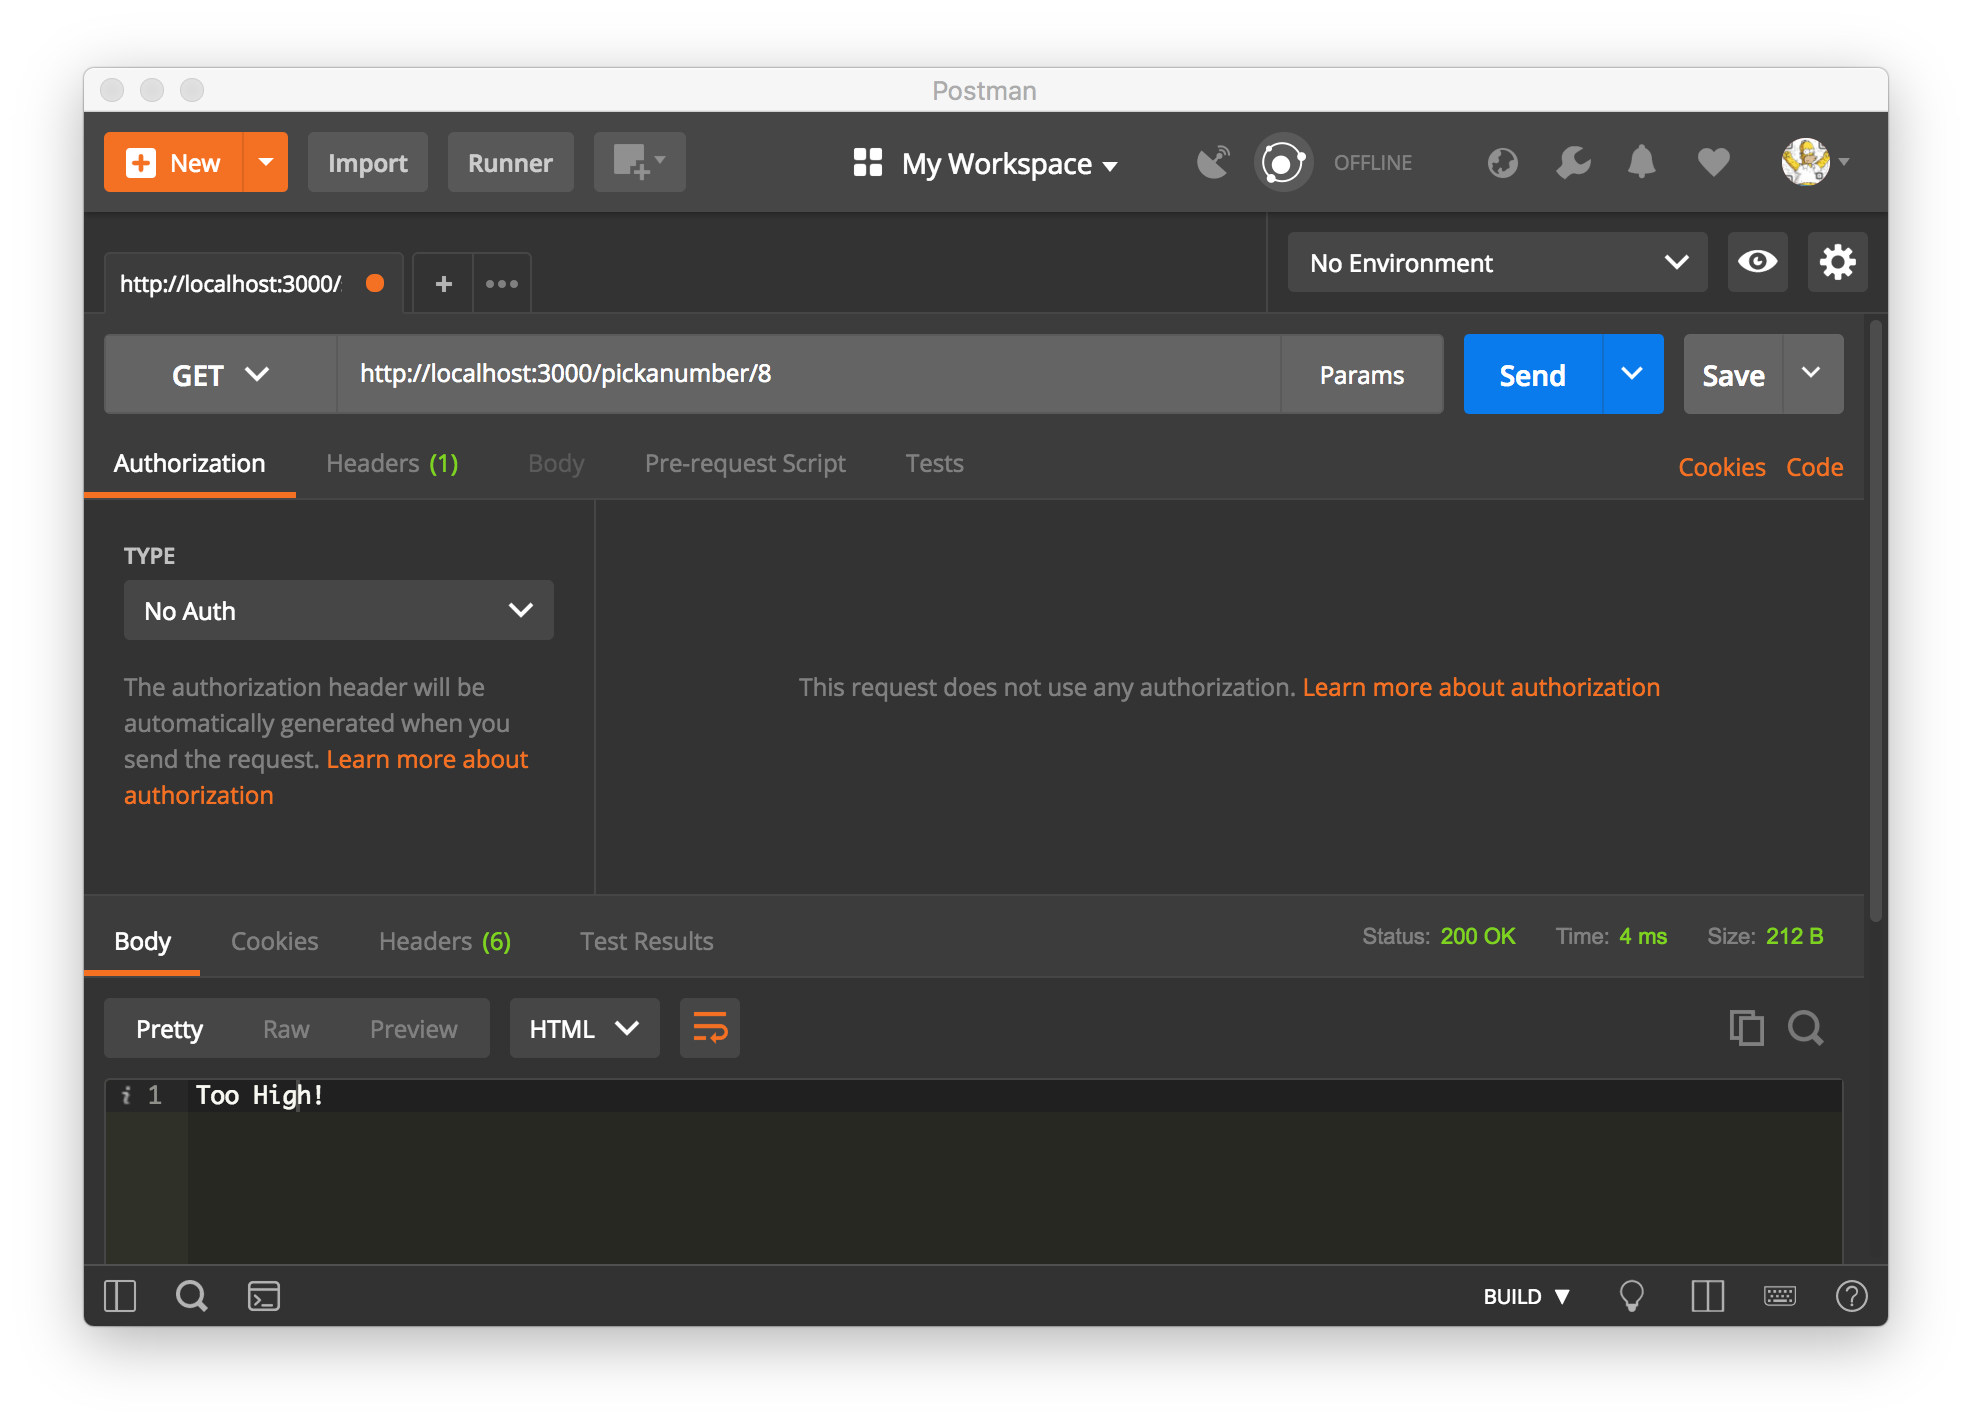 Postman
New
Import
Runner
My Workspace
OFFLINE
http://localhost:3000/
No Environment
GET
http://localhost:3000/pickanumber/8
Params
Send
Save
Authorization
Headers (1)
Body
Pre-request Script
Tests
Cookies
Code
TYPE
No Auth
The authorization header will be
automatically generated when you
send the request. Learn more about
authorization
This request does not use any authorization. Learn more about authorization
Body
Cookies
Headers (6)
Test Results
Status: 200 OK
Time: 4 ms
Size: 212 B
Pretty
Raw
Preview
HTML
i 1
Too High!
BUILD